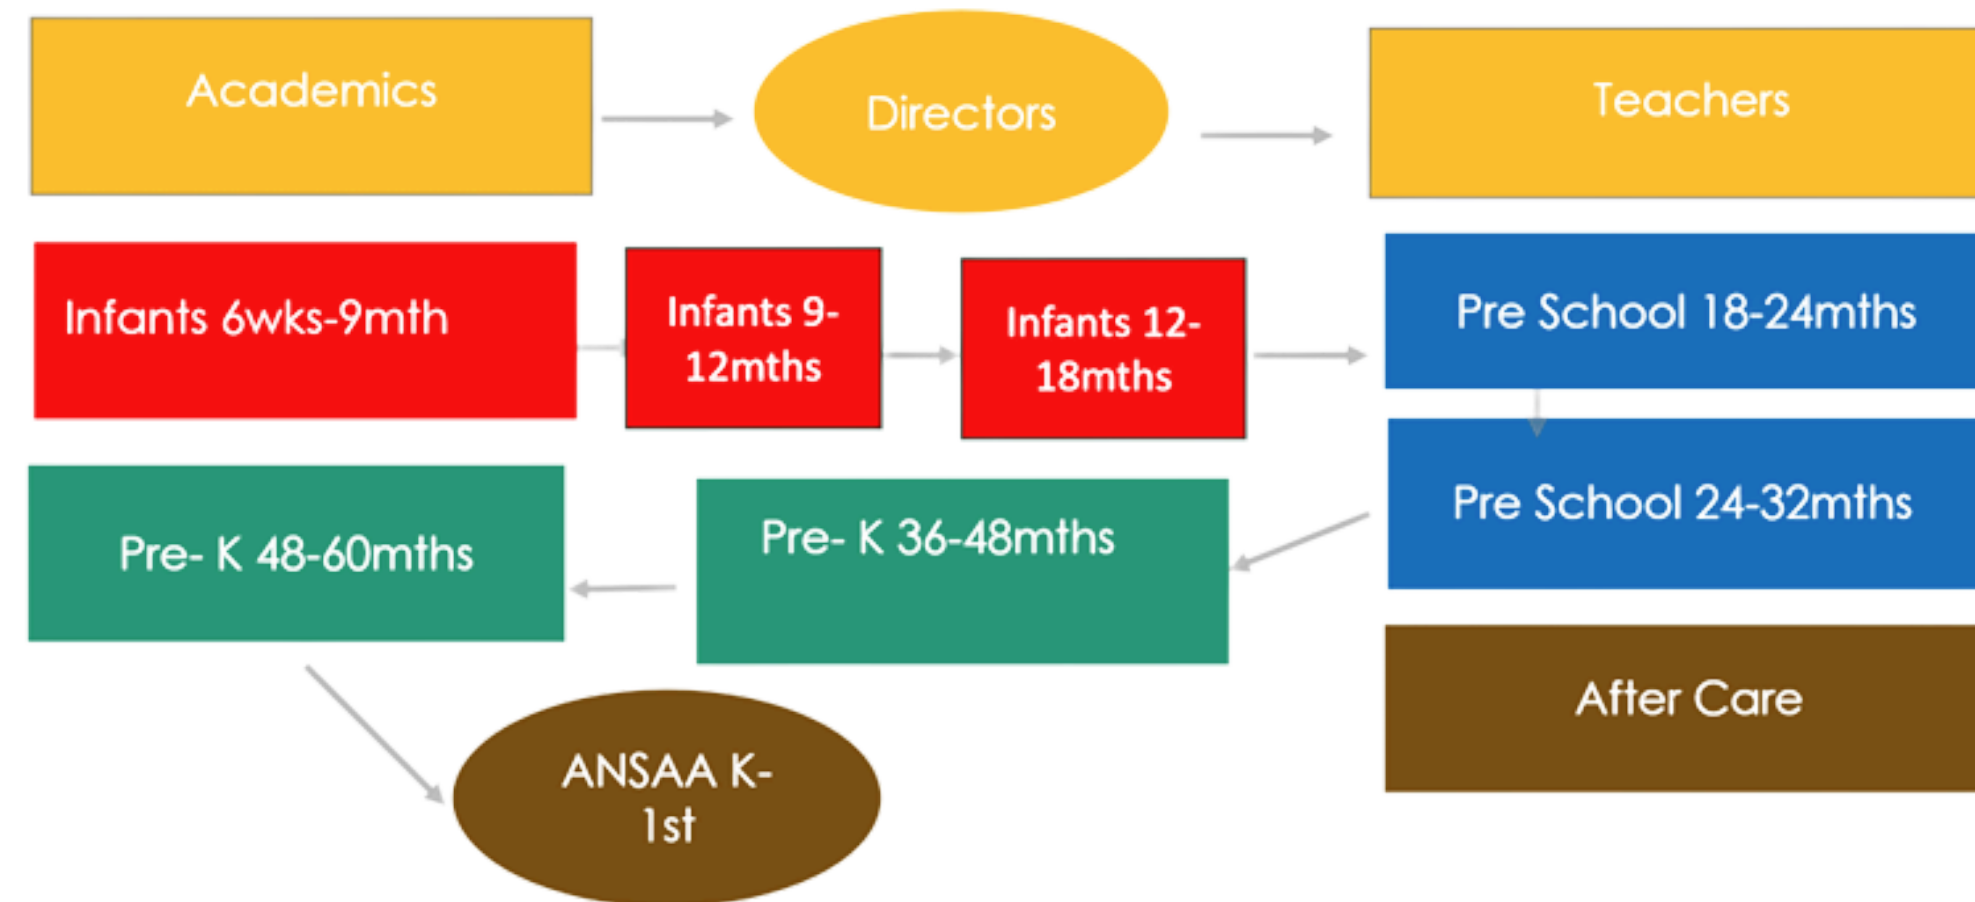 Academics
Directors
Teachers
Infants 6wks-9mth
Infants 9-
12mths
Infants 12-
18mths
Pre School 18-24mths
Pre School 24-32mths
Pre- K 36-48mths
Pre- K 48-60mths
ANSAA K-
1st
After Care